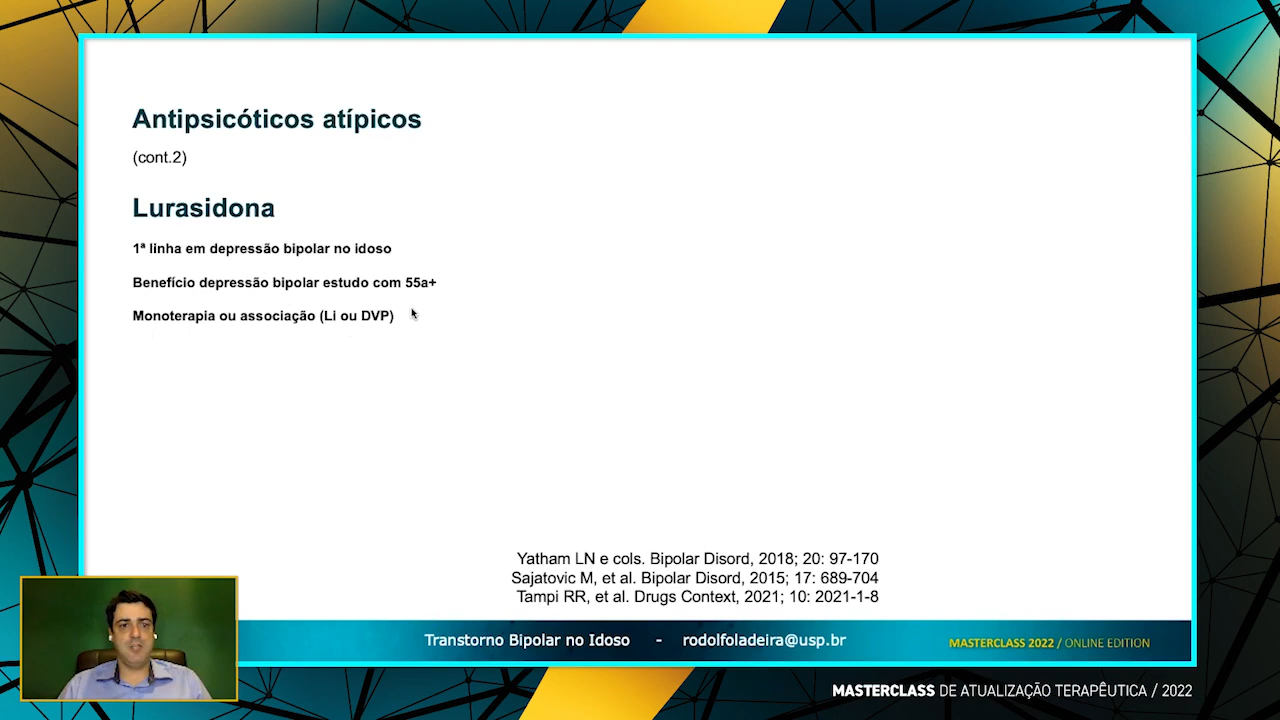 Antipsicóticos atípicos
(cont.2)
Lurasidona
1ª linha em depressão bipolar no idoso
Benefício depressão bipolar estudo com 55a+
Monoterapia ou associação (Li ou DVP)
Yatham LN e cols. Bipolar Disord, 2018; 20: 97-170
Sajatovic M, et al. Bipolar Disord, 2015; 17: 689-704
Tampi RR, et al. Drugs Context, 2021; 10: 2021-1-8
Transtorno Bipolar no Idoso - rodolfoladeira@usp.br
MASTERCLASS 2022 / ONLINE EDITION
MASTERCLASS DE ATUALIZAÇÃO TERAPÊUTICA / 2022